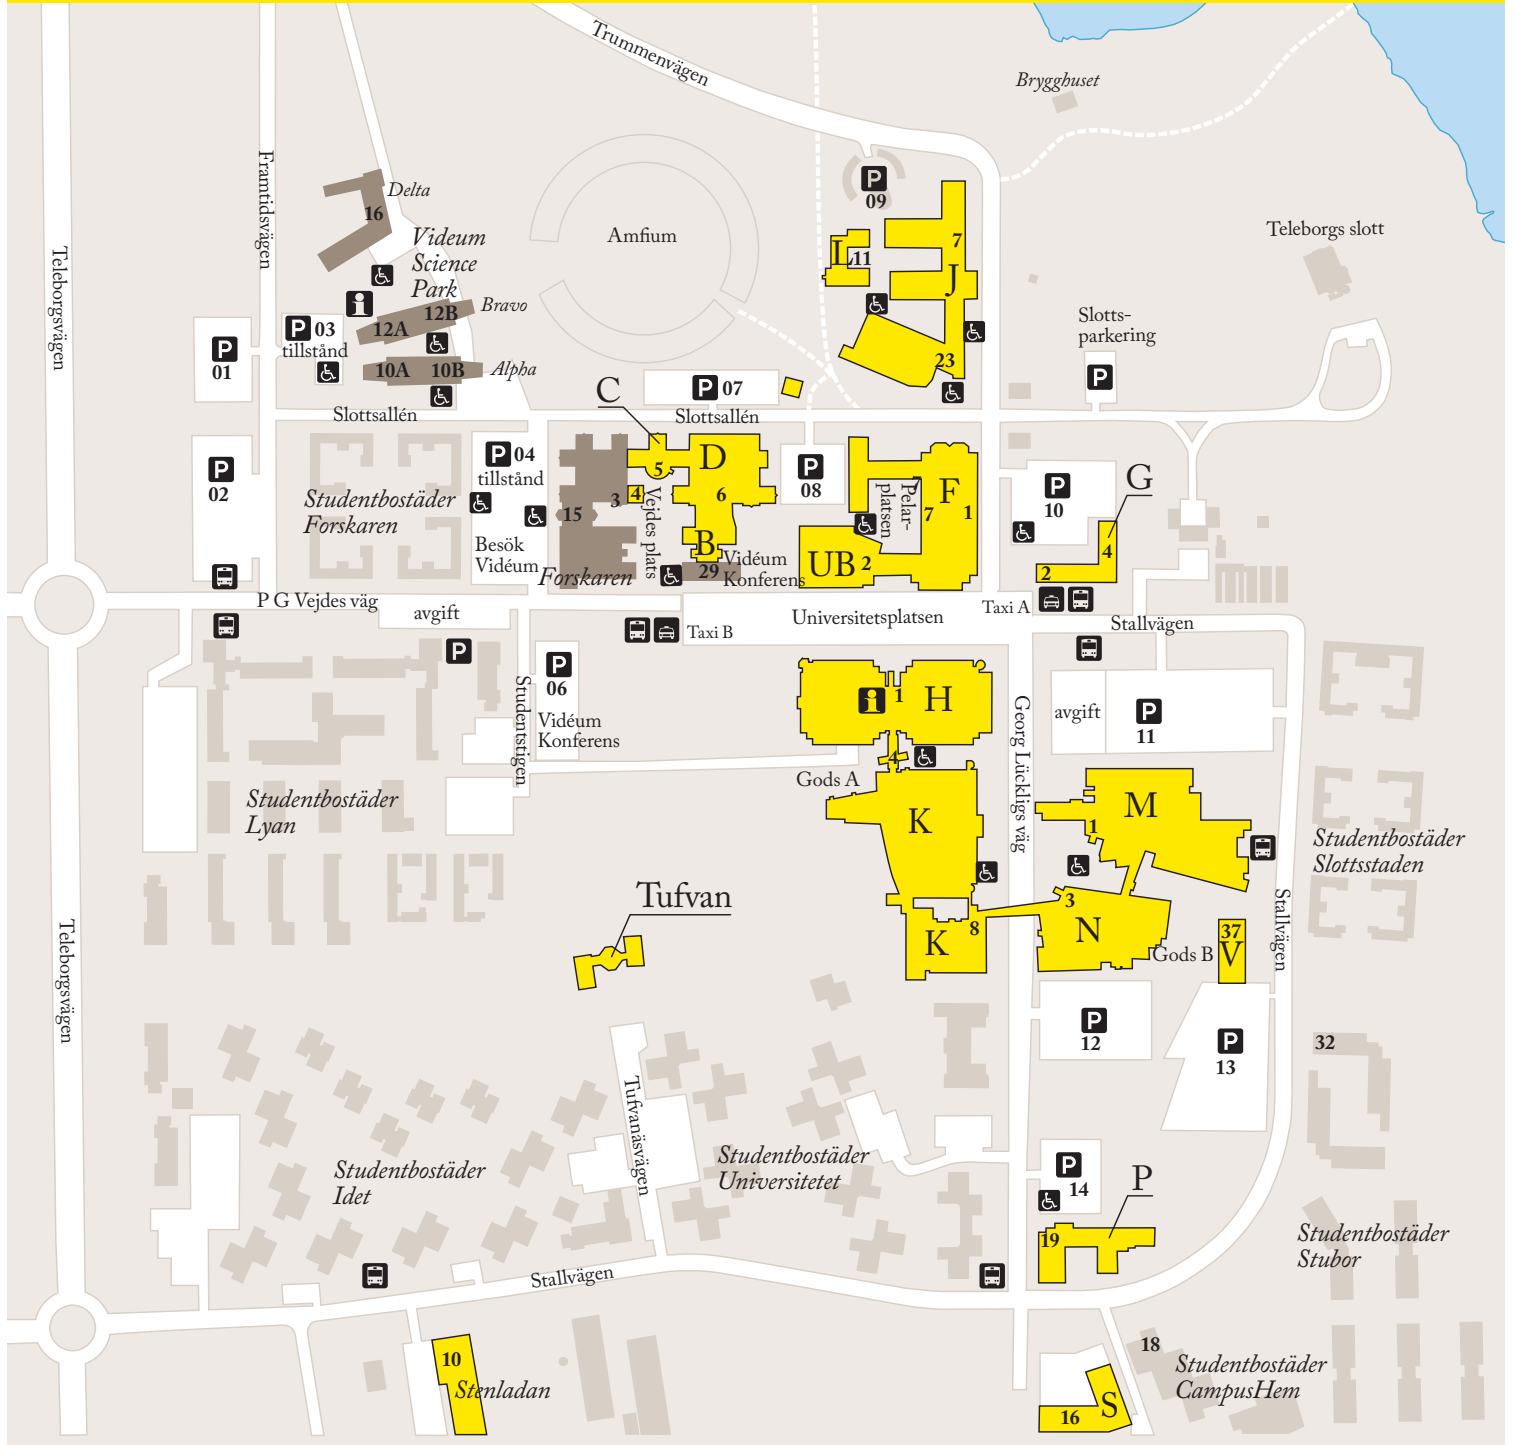 Trummenvägen
Brygghuset
Framtidsvägen
Teleborgsvägen
Delta
16
Videum
Science
Park
Amfium
P
09
L 11
7
J
23
Teleborgs slott
Bravo
12B
12A
P 03
tillstånd
10A
10B
Alpha
P
01
Slotts-
parkering
P
Slottsallén
C
P 07
Slottsallén
P
02
Studentbostäder
Forskaren
P 04
tillstånd
Besök
Vidéum
15
3
Forskaren
5
4
Vejdes plats
D
6
B
29
Vidéum
Konferens
P
08
7
Pelar-
platsen
7
F
1
UB 2
P
10
G
4
2
P G Vejdes väg
avgift
P
Taxi B
Universitetsplatsen
Taxi A
Stallvägen
P
06
Vidéum
Konferens
Studentstigen
1
H
4
Gods A
Georg Lückligs väg
avgift
P
11
Studentbostäder
Lyan
K
M
1
Studentbostäder
Slottsstaden
Stallvägen
Tufvan
K
8
3
N
Gods B
37
V
Teleborgsvägen
P
12
P
13
32
Tufvanäsvägen
Studentbostäder
Idet
Studentbostäder
Universitetet
P
14
P
19
Studentbostäder
Stubor
Stallvägen
10
Stenladan
18
Studentbostäder
CampusHem
16
S